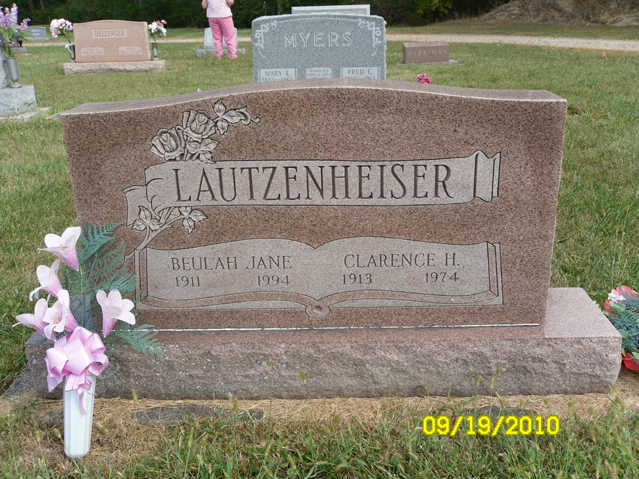 MYERS
LAUTZENHEISER
BEULAH JANE
1911 1994
CLARENCE H.
1913 1974
09/19/2010